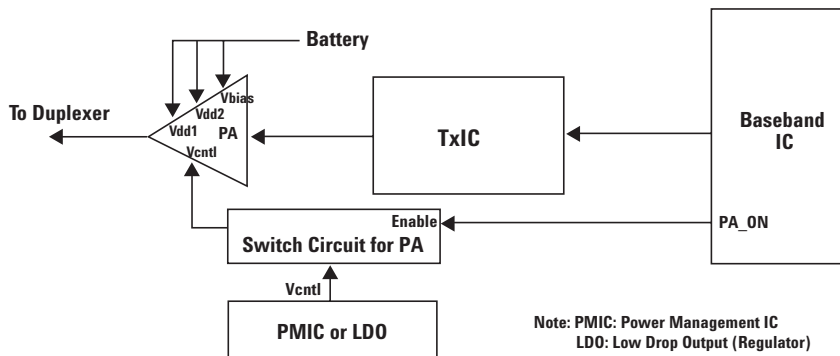 Battery
To Duplexer
Vbias
Vdd2
Vdd1
PA
Vcntl
TxIC
Baseband
IC
Enable
PA_ON
Switch Circuit for PA
Vcntl
PMIC or LDO
Note: PMIC: Power Management IC
LDO: Low Drop Output (Regulator)